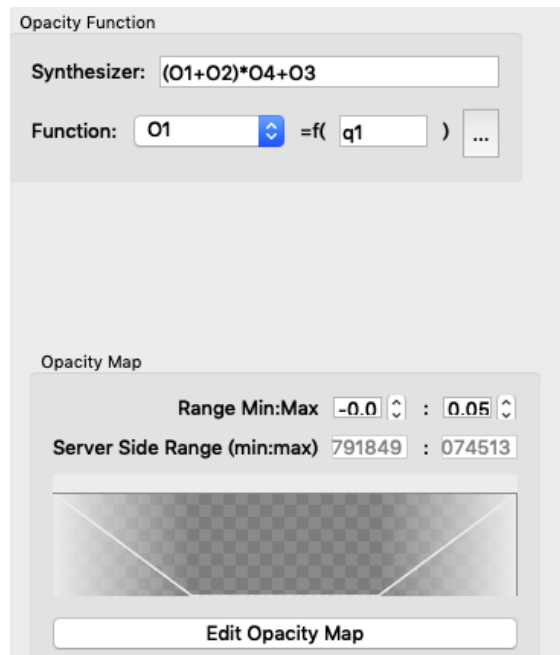 Opacity Function
Synthesizer: (O1+O2)*O4+O3
Function: O1 =f( q1 ) ...
Opacity Map
Range Min:Max -0.0 : 0.05
Server Side Range (min:max) 791849 : 074513
Edit Opacity Map